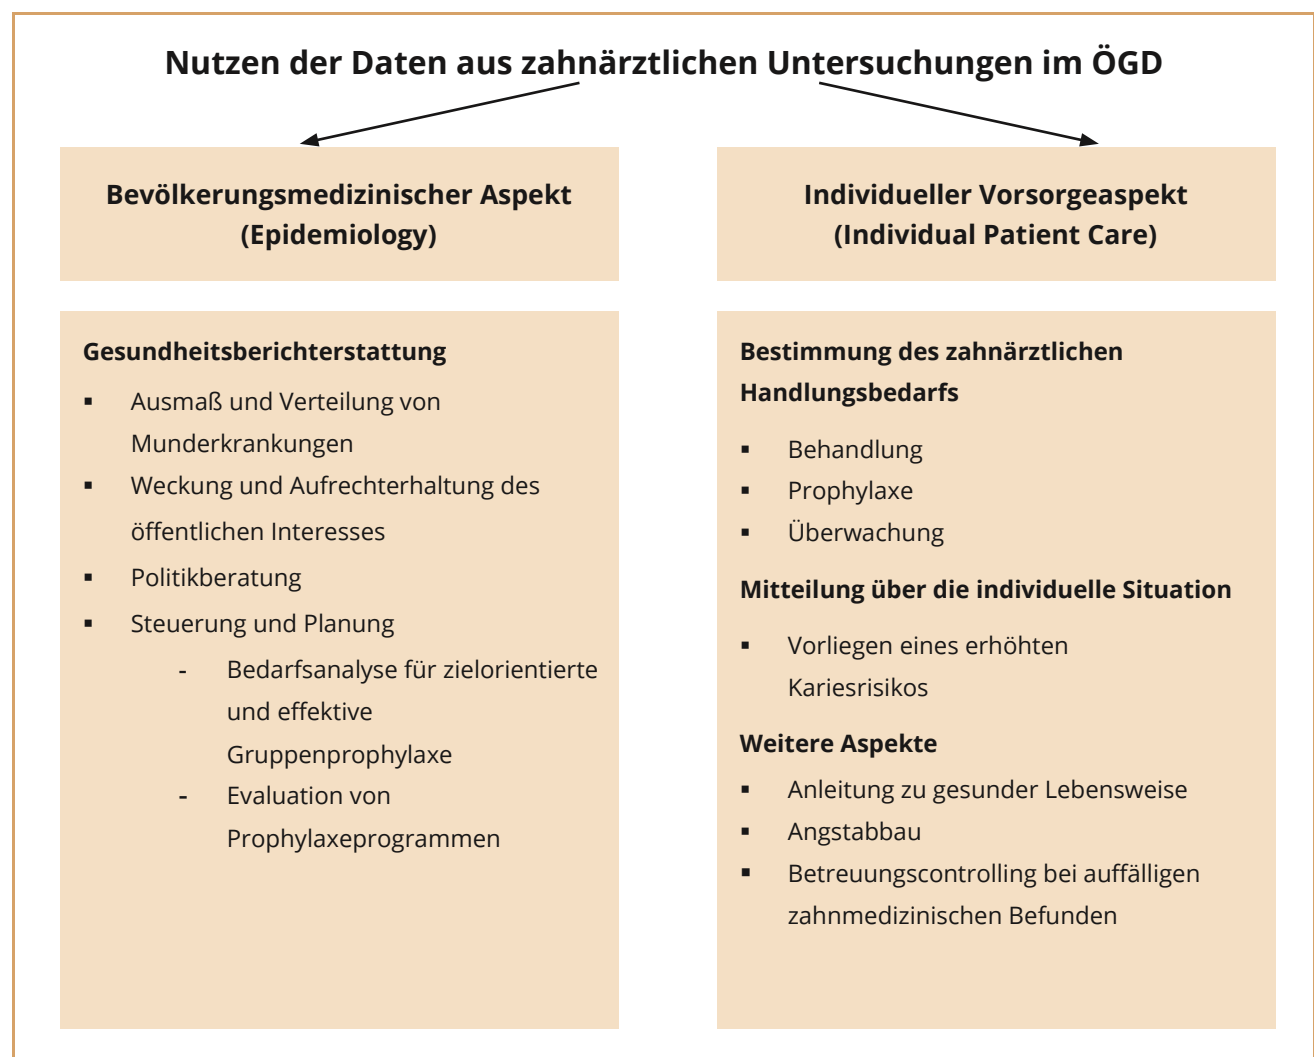 Nutzen der Daten aus zahnärztlichen Untersuchungen im ÖGD
Bevölkerungsmedizinischer Aspekt
(Epidemiology)
Gesundheitsberichterstattung
▪ Ausmaß und Verteilung von
Munderkrankungen
▪ Weckung und Aufrechterhaltung des
öffentlichen Interesses
▪ Politikberatung
▪ Steuerung und Planung
- Bedarfsanalyse für zielorientierte
und effektive
Gruppenprophylaxe
- Evaluation von
Prophylaxeprogrammen
Individueller Vorsorgeaspekt
(Individual Patient Care)
Bestimmung des zahnärztlichen
Handlungsbedarfs
▪ Behandlung
▪ Prophylaxe
▪ Überwachung
Mitteilung über die individuelle Situation
▪ Vorliegen eines erhöhten
Kariesrisikos
Weitere Aspekte
▪ Anleitung zu gesunder Lebensweise
▪ Angstabbau
▪ Betreuungscontrolling bei auffälligen
zahnmedizinischen Befunden